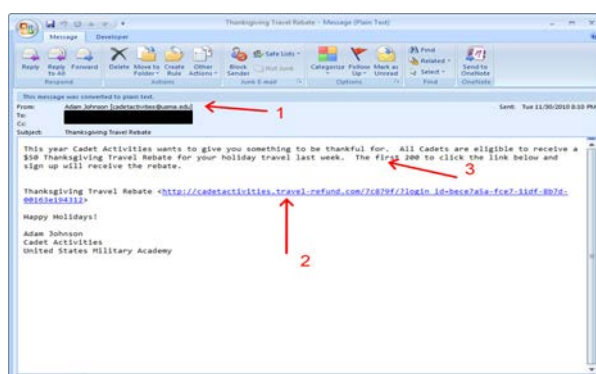 Thanksgiving Travel Rebate - Message (Plain Text)
Message Developer
Reply Reply to All Forward Delete Move to Folder Create Rule Other Actions Block Sender Safe Lists Not Junk Categorize Follow Up Mark as Unread Find Related Select Send to OneNote
Respond Actions Junk E-mail Options Find OneNote
This message was converted to plain text.
From: Adam Johnson [cadetactivities@usma.edu] Sent: Tue 11/30/2010 8:10 PM
To:
Cc:
Subject: Thanksgiving Travel Rebate
1
This year Cadet Activities wants to give you something to be thankful for. All Cadets are eligible to receive a
$50 Thanksgiving Travel Rebate for your holiday travel last week. The first 200 to click the link below and
sign up will receive the rebate.
3
Thanksgiving Travel Rebate <http://cadetactivities.travel-refund.com/7c879f/?login_id=bece7a5a-fce7-11df-8b7d-
00163e194312>
2
Happy Holidays!
Adam Johnson
Cadet Activities
United States Military Academy